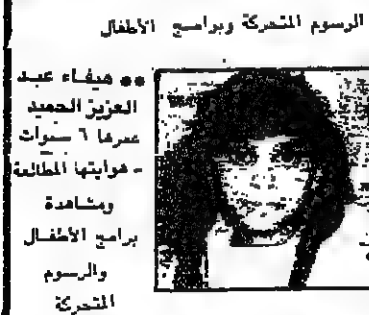 الرسوم المتحركة وبرامج الأطفال
●● هيفاء عبد
العزيز الحميد
عمرها ٦ سنوات
- هوايتها المطالعة
ومشاهدة
برامج الأطفال
والرسوم
المتحركة